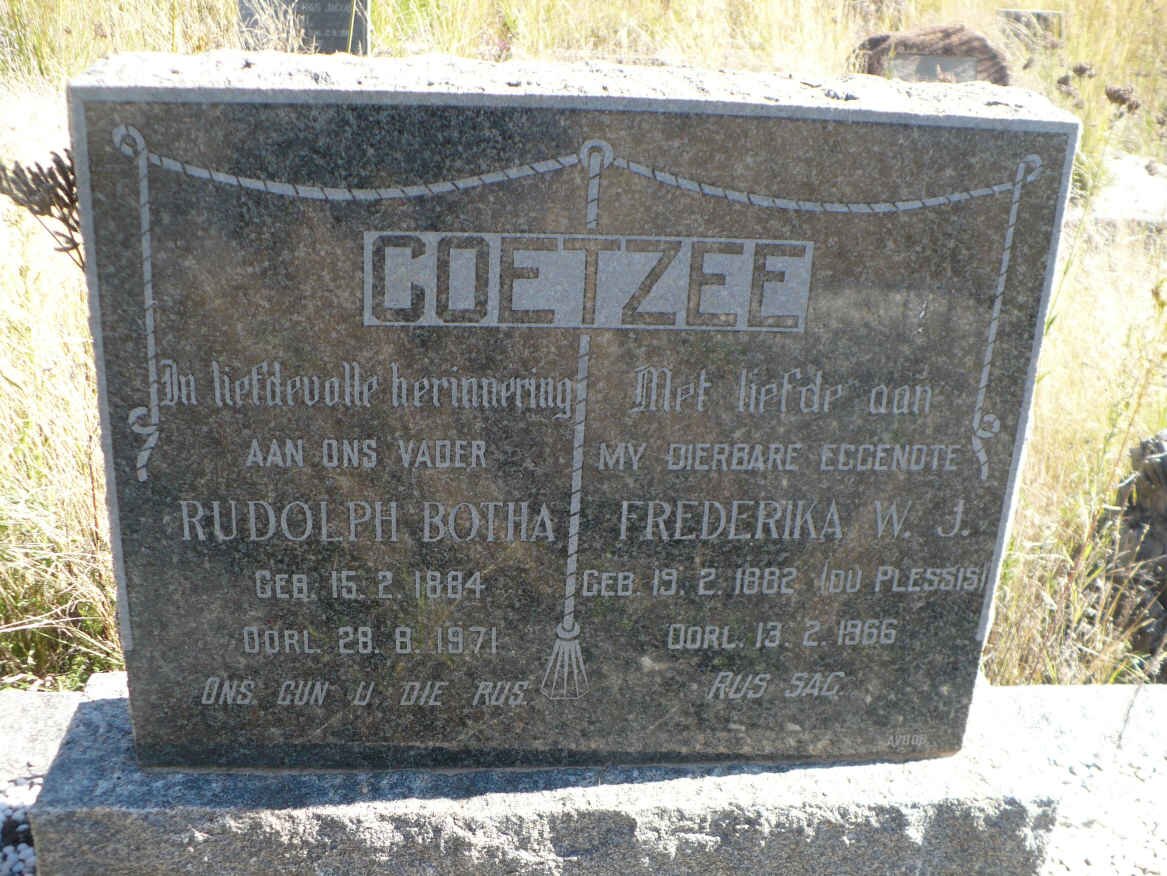 COETZEE
In liefdevolle herinnering
AAN ONS VADER
RUDOLPH BOTHA
GEB. 15. 2. 1884
OORL. 28. 8. 1971
ONS GUN U DIE RUS.
Met liefde aan
MY DIERBARE EGGENOTE
FREDERIKA W. J.
GEB. 19. 2. 1882 (DU PLESSIS)
OORL. 13. 2. 1966
RUS SAG